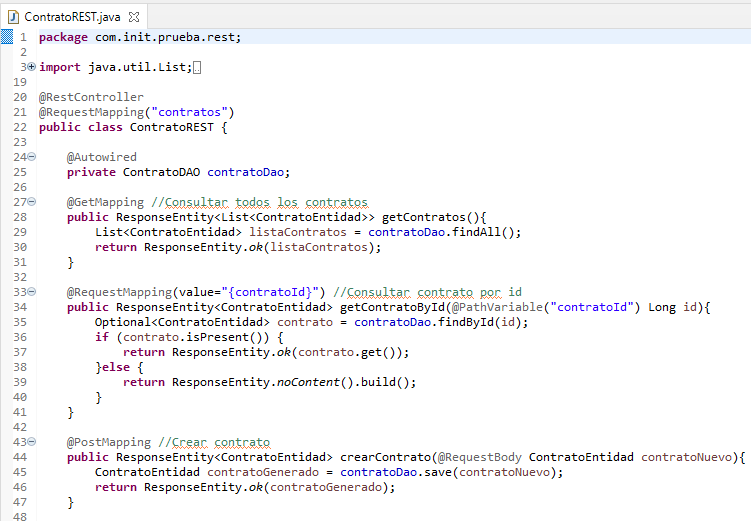 ContratoREST.java
1 package com.init.prueba.rest;
2
3 import java.util.List;
19
20 @RestController
21 @RequestMapping("contratos")
22 public class ContratoREST {
23
24 @Autowired
25 private ContratoDAO contratoDao;
26
27 @GetMapping //Consultar todos los contratos
28 public ResponseEntity<List<ContratoEntidad>> getContratos(){
29 List<ContratoEntidad> listaContratos = contratoDao.findAll();
30 return ResponseEntity.ok(listaContratos);
31 }
32
33 @RequestMapping(value="{contratoId}") //Consultar contrato por id
34 public ResponseEntity<ContratoEntidad> getContratoById(@PathVariable("contratoId") Long id){
35 Optional<ContratoEntidad> contrato = contratoDao.findById(id);
36 if (contrato.isPresent()) {
37 return ResponseEntity.ok(contrato.get());
38 }else {
39 return ResponseEntity.noContent().build();
40 }
41 }
42
43 @PostMapping //Crear contrato
44 public ResponseEntity<ContratoEntidad> crearContrato(@RequestBody ContratoEntidad contratoNuevo){
45 ContratoEntidad contratoGenerado = contratoDao.save(contratoNuevo);
46 return ResponseEntity.ok(contratoGenerado);
47 }
48